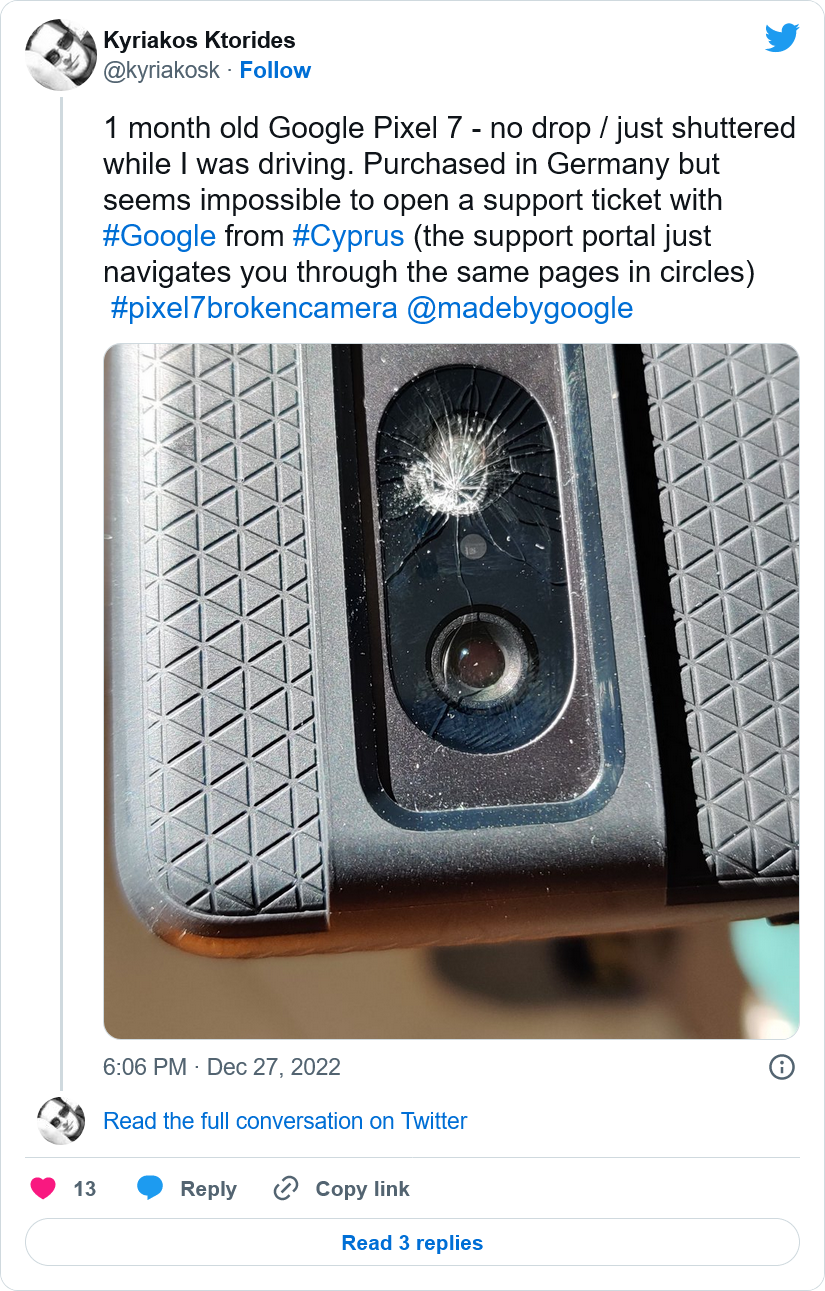 Kyriakos Ktorides
@kyriakosk · Follow
1 month old Google Pixel 7 - no drop / just shuttered
while I was driving. Purchased in Germany but
seems impossible to open a support ticket with
#Google from #Cyprus (the support portal just
navigates you through the same pages in circles)
#pixel7brokencamera @madebygoogle
6:06 PM · Dec 27, 2022
Read the full conversation on Twitter
13 Reply Copy link
Read 3 replies